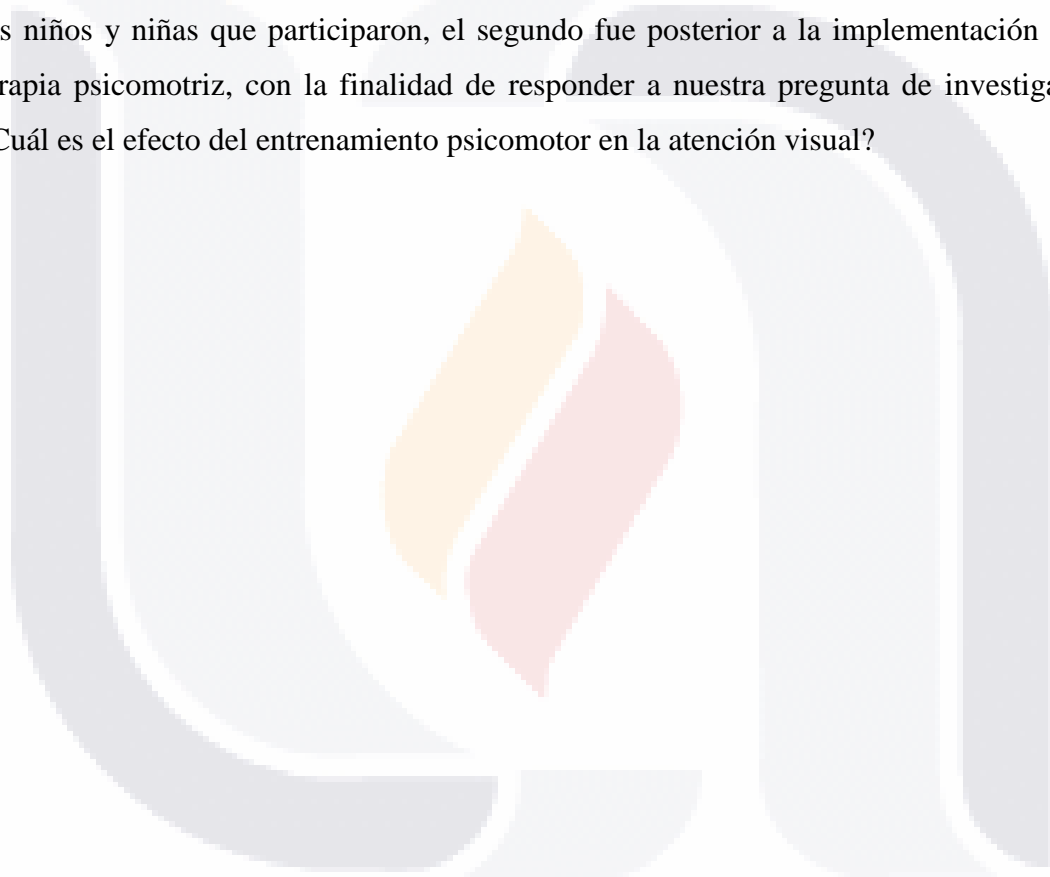 s niños y niñas que participaron, el segundo fue posterior a la implementación
rapia psicomotriz, con la finalidad de responder a nuestra pregunta de investiga
Cuál es el efecto del entrenamiento psicomotor en la atención visual?